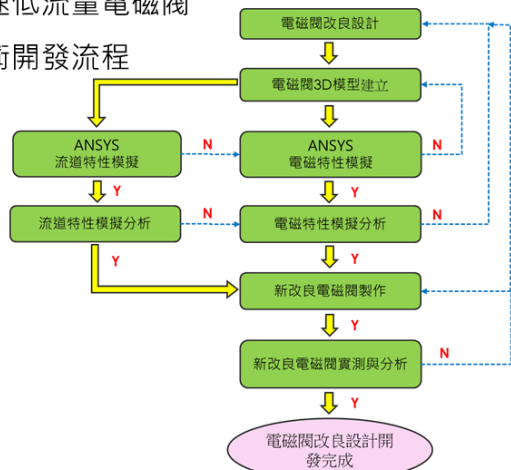 低流量電磁閥
開發流程
電磁閥改良設計
電磁閥3D模型建立
ANSYS
流道特性模擬
N
ANSYS
電磁特性模擬
N
Y
Y
流道特性模擬分析
N
電磁特性模擬分析
N
Y
Y
新改良電磁閥製作
Y
新改良電磁閥實測與分析
N
Y
電磁閥改良設計開
發完成